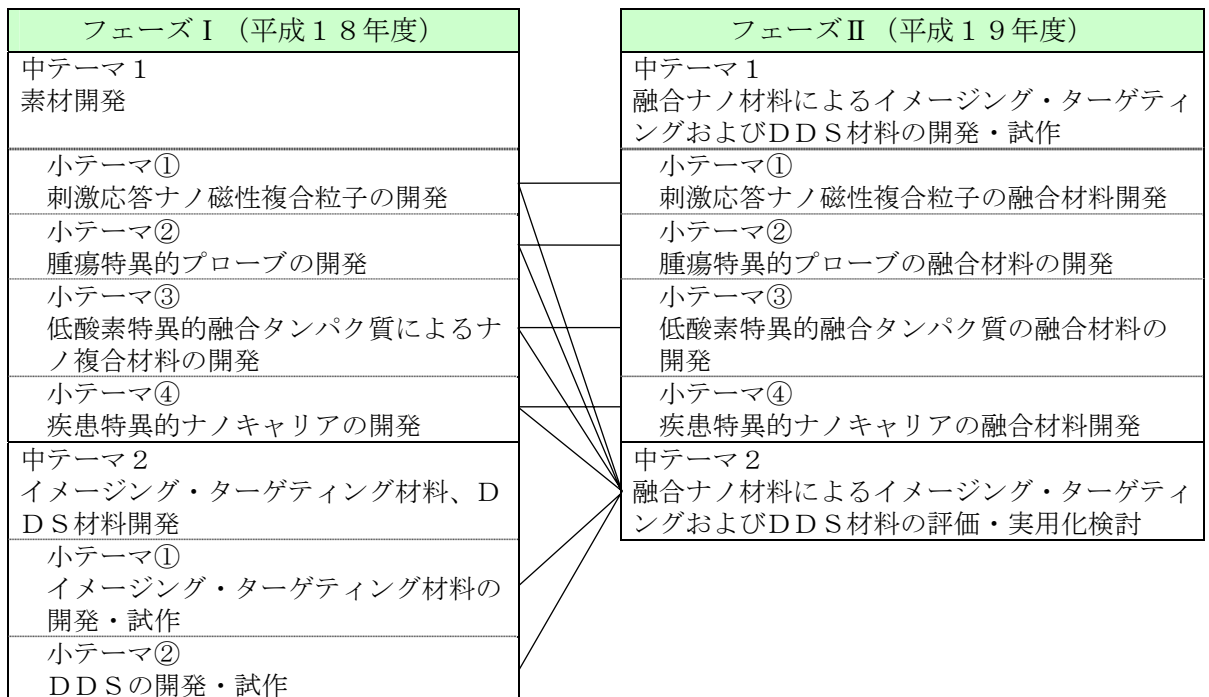 フェーズⅠ（平成１８年度）
中テーマ１
素材開発
小テーマ①
刺激応答ナノ磁性複合粒子の開発
小テーマ②
腫瘍特異的プローブの開発
小テーマ③
低酸素特異的融合タンパク質によるナ
ノ複合材料の開発
小テーマ④
疾患特異的ナノキャリアの開発
中テーマ２
イメージング・ターゲティング材料、Ｄ
ＤＳ材料開発
小テーマ①
イメージング・ターゲティング材料の
開発・試作
小テーマ②
ＤＤＳの開発・試作
フェーズⅡ（平成１９年度）
中テーマ１
融合ナノ材料によるイメージング・ターゲティ
ングおよびＤＤＳ材料の開発・試作
小テーマ①
刺激応答ナノ磁性複合粒子の融合材料開発
小テーマ②
腫瘍特異的プローブの融合材料の開発
小テーマ③
低酸素特異的融合タンパク質の融合材料の
開発
小テーマ④
疾患特異的ナノキャリアの融合材料開発
中テーマ２
融合ナノ材料によるイメージング・ターゲティ
ングおよびＤＤＳ材料の評価・実用化検討